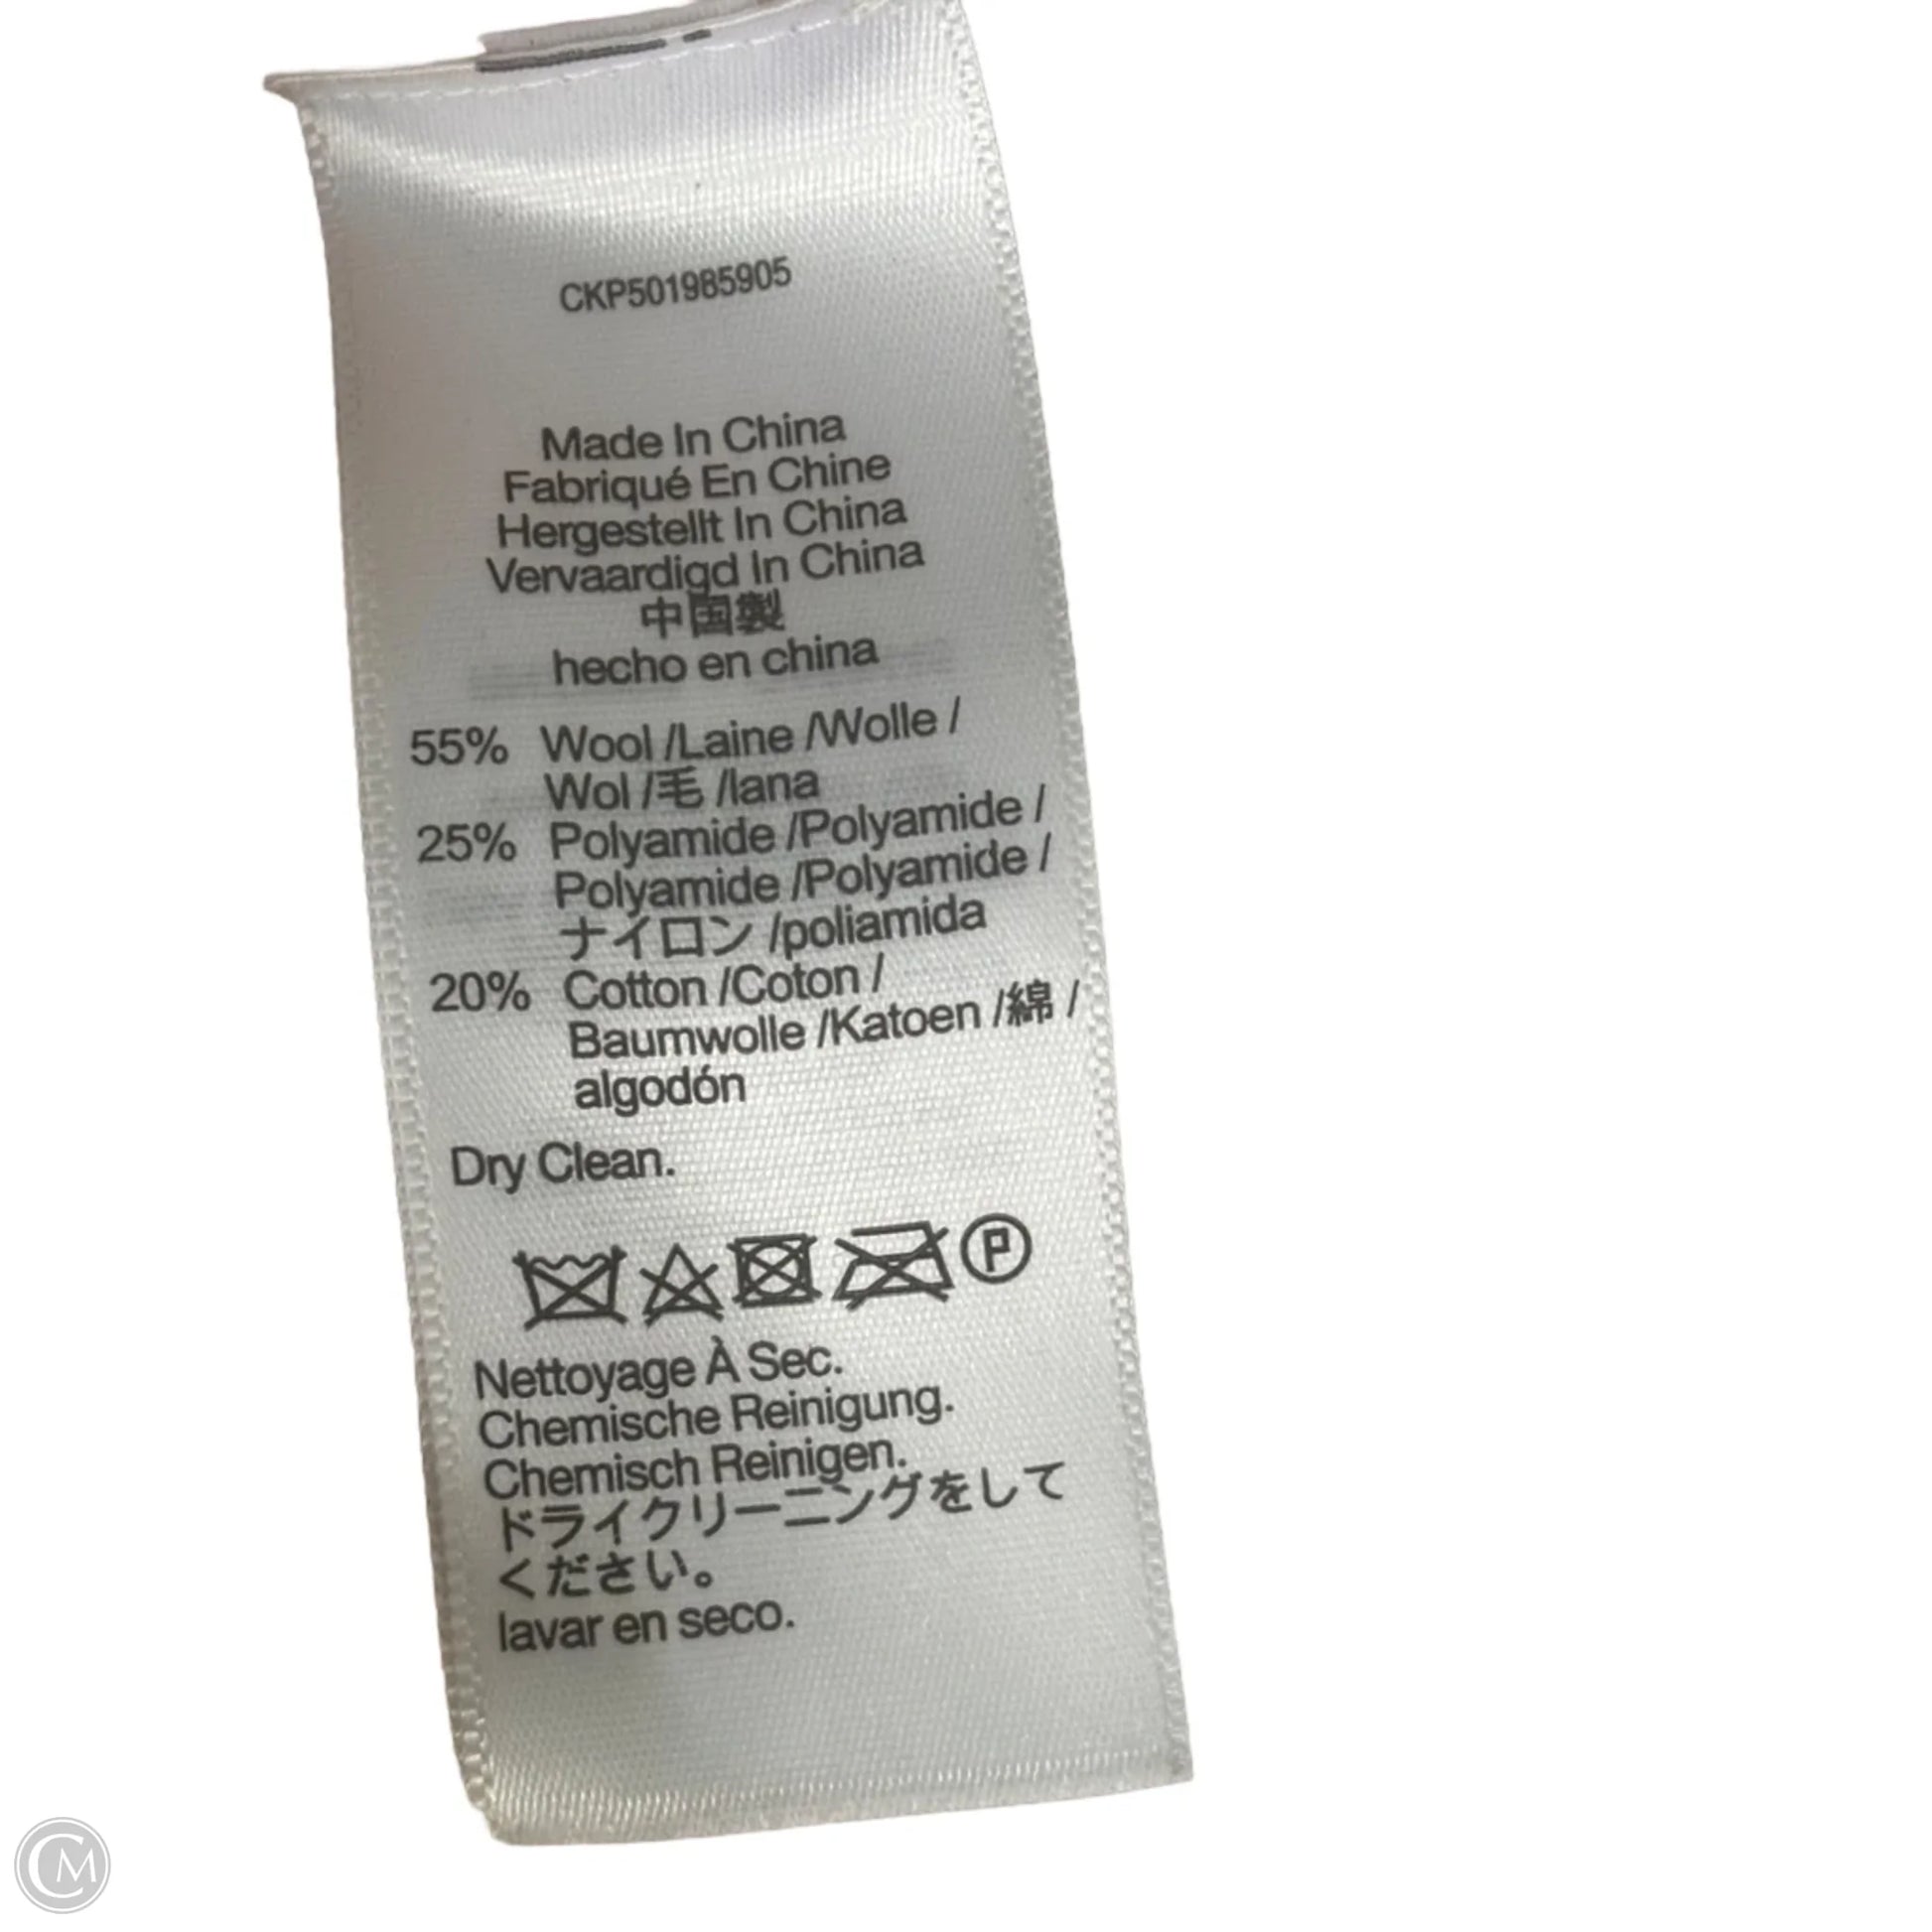 CKP501985905
Made In China
Fabriqué En Chine
Hergestellt In China
Vervaardigd In China
中国製
hecho en china
55% Wool /Laine /Wolle /
Wol /毛 /lana
25% Polyamide /Polyamide /
Polyamide /Polyamide /
ナイロン /poliamida
20% Cotton /Coton /
Baumwolle /Katoen /綿 /
algodón
Dry Clean.
P
Nettoyage À Sec.
Chemische Reinigung.
Chemisch Reinigen.
ドライクリーニングをして
ください。
lavar en seco.
CM